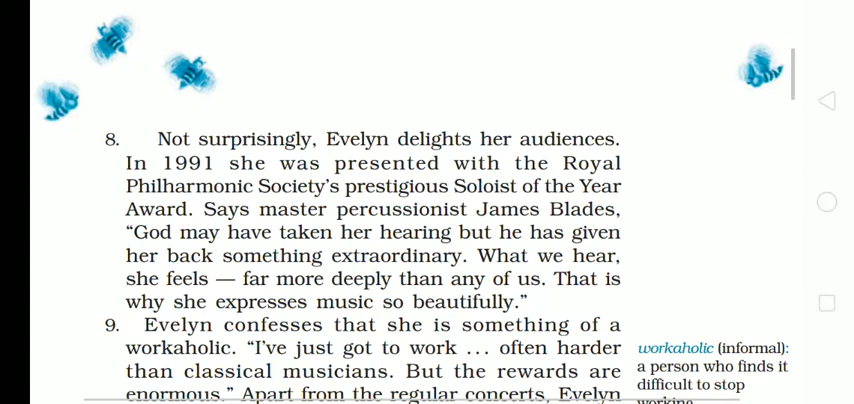 8. Not surprisingly, Evelyn delights her audiences.
In 1991 she was presented with the Royal
Philharmonic Society's prestigious Soloist of the Year
Award. Says master percussionist James Blades,
“God may have taken her hearing but he has given
her back something extraordinary. What we hear,
she feels — far more deeply than any of us. That is
why she expresses music so beautifully.”
9. Evelyn confesses that she is something of a
workaholic. “I've just got to work ... often harder
than classical musicians. But the rewards are
enormous.” Apart from the regular concerts, Evelyn
workaholic (informal):
a person who finds it
difficult to stop
working